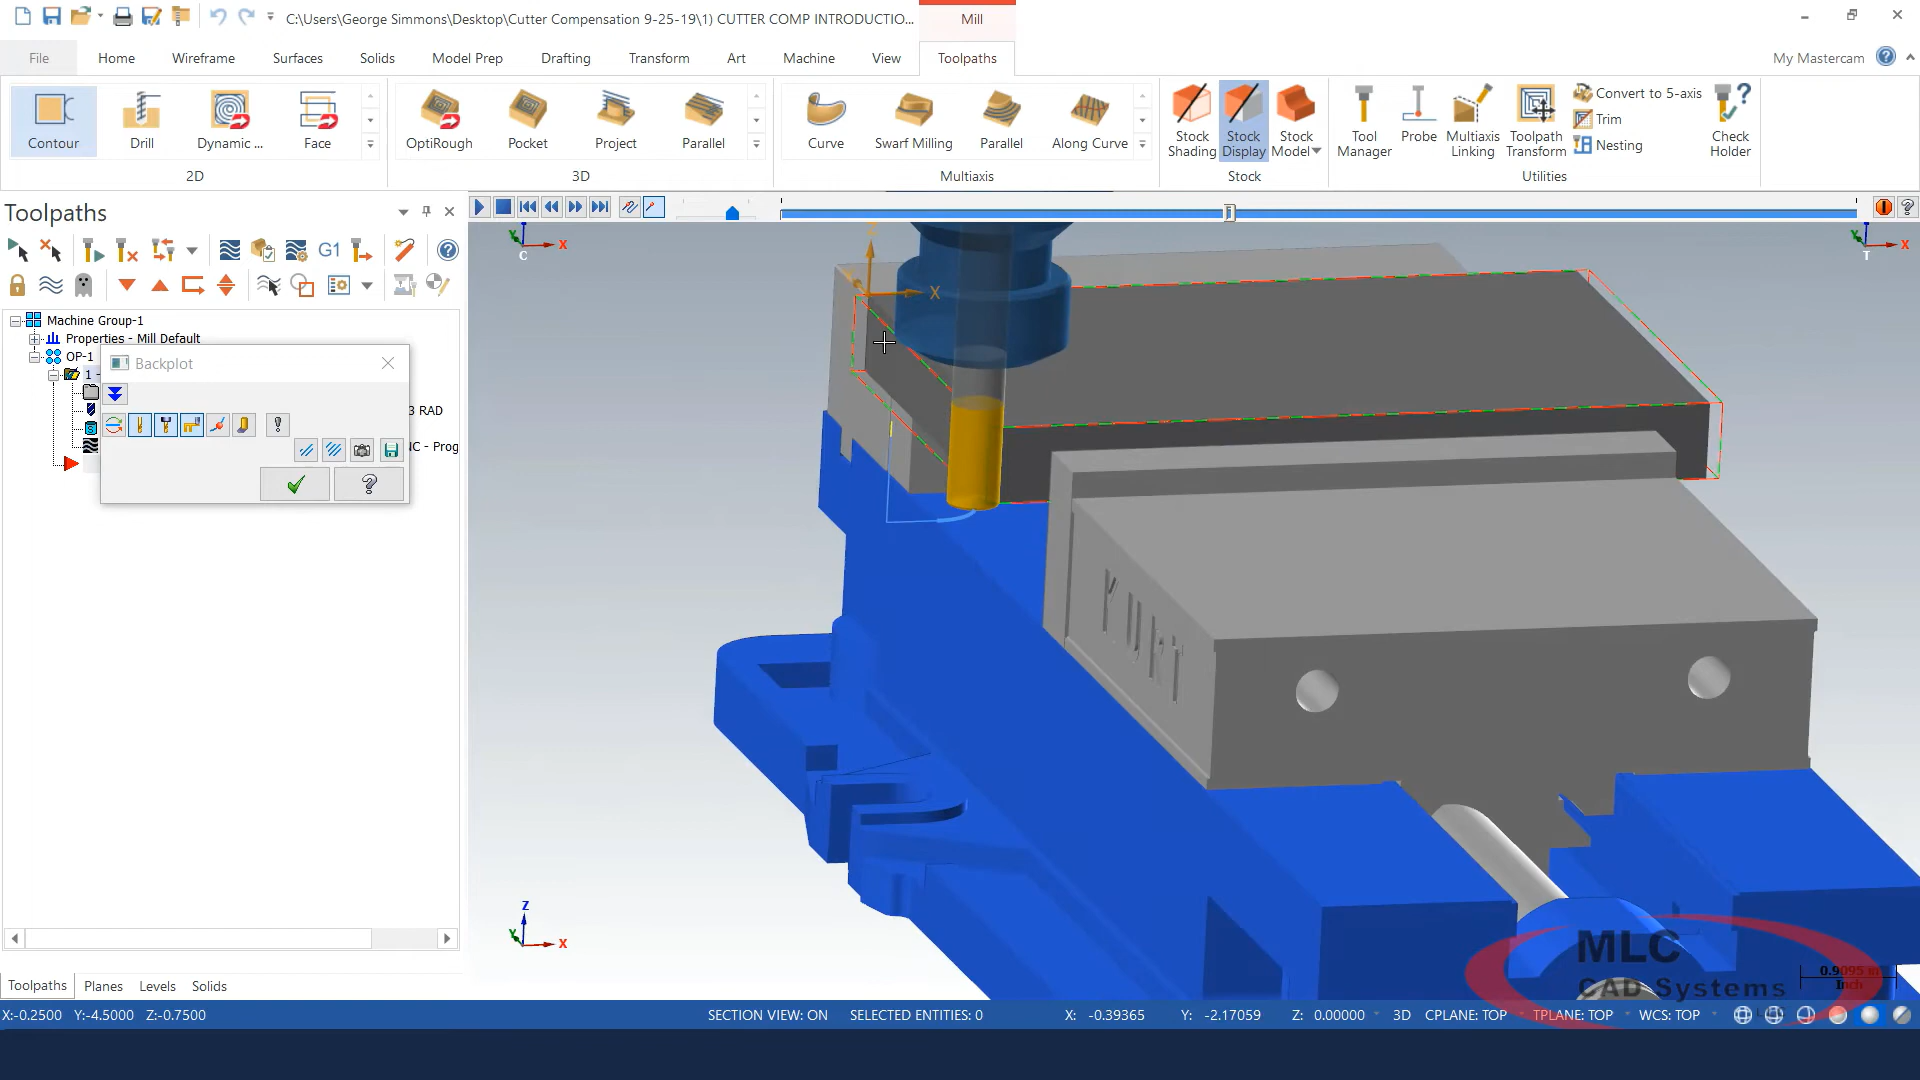 C:\Users\George Simmons\Desktop\Cutter Compensation 9-25-19\1) CUTTER COMP INTRODUCTIO...
Mill
File
Home
Wireframe
Surfaces
Solids
Model Prep
Drafting
Transform
Art
Machine
View
Toolpaths
My Mastercam
Contour
Drill
Dynamic ...
Face
OptiRough
Pocket
Project
Parallel
Curve
Swarf Milling
Parallel
Along Curve
Stock Shading
Stock Display
Stock Model
Tool Manager
Probe
Multiaxis Linking
Toolpath Transform
Convert to 5-axis
Trim
Nesting
Check Holder
2D
3D
Multiaxis
Stock
Utilities
Toolpaths
G1
Machine Group-1
Properties - Mill Default
OP-1
1 -
Backplot
3 RAD
NC - Prog
Y X
C
Y X
T
Z
X
KURT
Z
Y X
MLC
CAD Systems
0.9095 in
Inch
Toolpaths
Planes
Levels
Solids
X:-0.2500 Y:-4.5000 Z:-0.7500
SECTION VIEW: ON
SELECTED ENTITIES: 0
X: -0.39365
Y: -2.17059
Z: 0.00000
3D
CPLANE: TOP
TPLANE: TOP
WCS: TOP